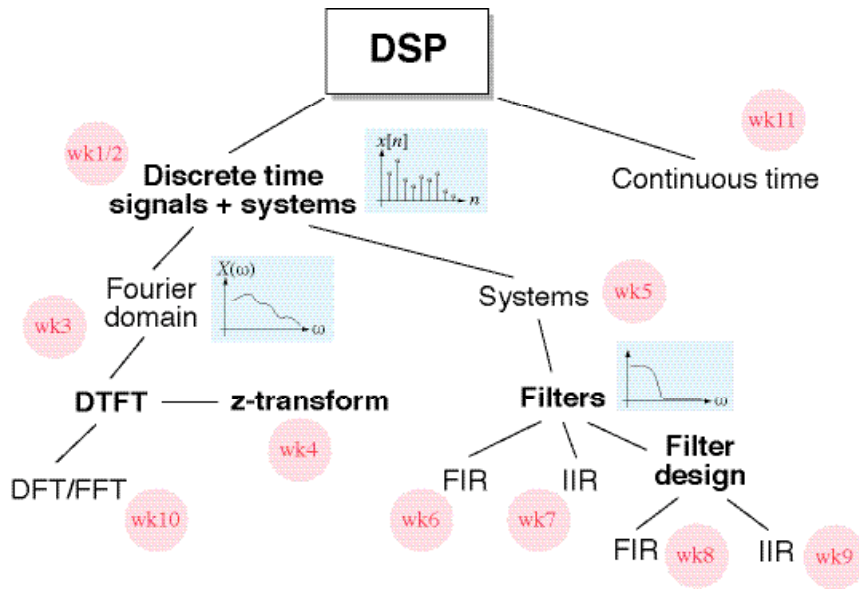 DSP
wk1/2
x[n]
n
wk11
Discrete time
signals + systems
Continuous time
X(ω)
ω
Fourier
domain
wk3
Systems
wk5
DTFT
z-transform
wk4
Filters
ω
DFT/FFT
wk10
FIR
wk6
IIR
wk7
Filter
design
FIR
wk8
IIR
wk9